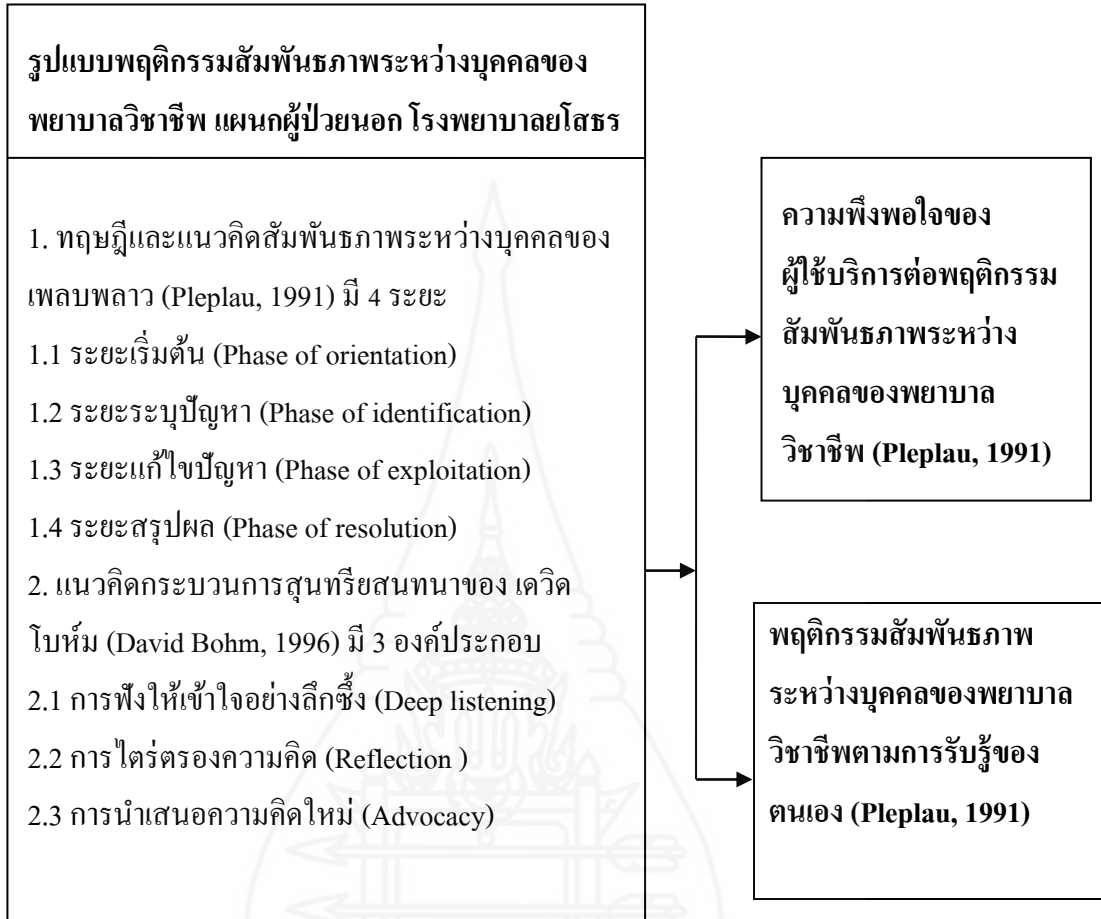 รูปแบบพฤติกรรมสัมพันธภาพระหว่างบุคคลของ
พยาบาลวิชาชีพ แผนกผู้ป่วยนอก โรงพยาบาลยโสธร
1. ทฤษฎีและแนวคิดสัมพันธภาพระหว่างบุคคลของ
เพลบพลาว (Pleplau, 1991) มี 4 ระยะ
1.1 ระยะเริ่มต้น (Phase of orientation)
1.2 ระยะระบุปัญหา (Phase of identification)
1.3 ระยะแก้ไขปัญหา (Phase of exploitation)
1.4 ระยะสรุปผล (Phase of resolution)
2. แนวคิดกระบวนการสุนทรียสนทนาของ เดวิด
โบห์ม (David Bohm, 1996) มี 3 องค์ประกอบ
2.1 การฟังให้เข้าใจอย่างลึกซึ้ง (Deep listening)
2.2 การไตร่ตรองความคิด (Reflection )
2.3 การนำเสนอความคิดใหม่ (Advocacy)
ความพึงพอใจของ
ผู้ใช้บริการต่อพฤติกรรม
สัมพันธภาพระหว่าง
บุคคลของพยาบาล
วิชาชีพ (Pleplau, 1991)
พฤติกรรมสัมพันธภาพ
ระหว่างบุคคลของพยาบาล
วิชาชีพตามการรับรู้ของ
ตนเอง (Pleplau, 1991)